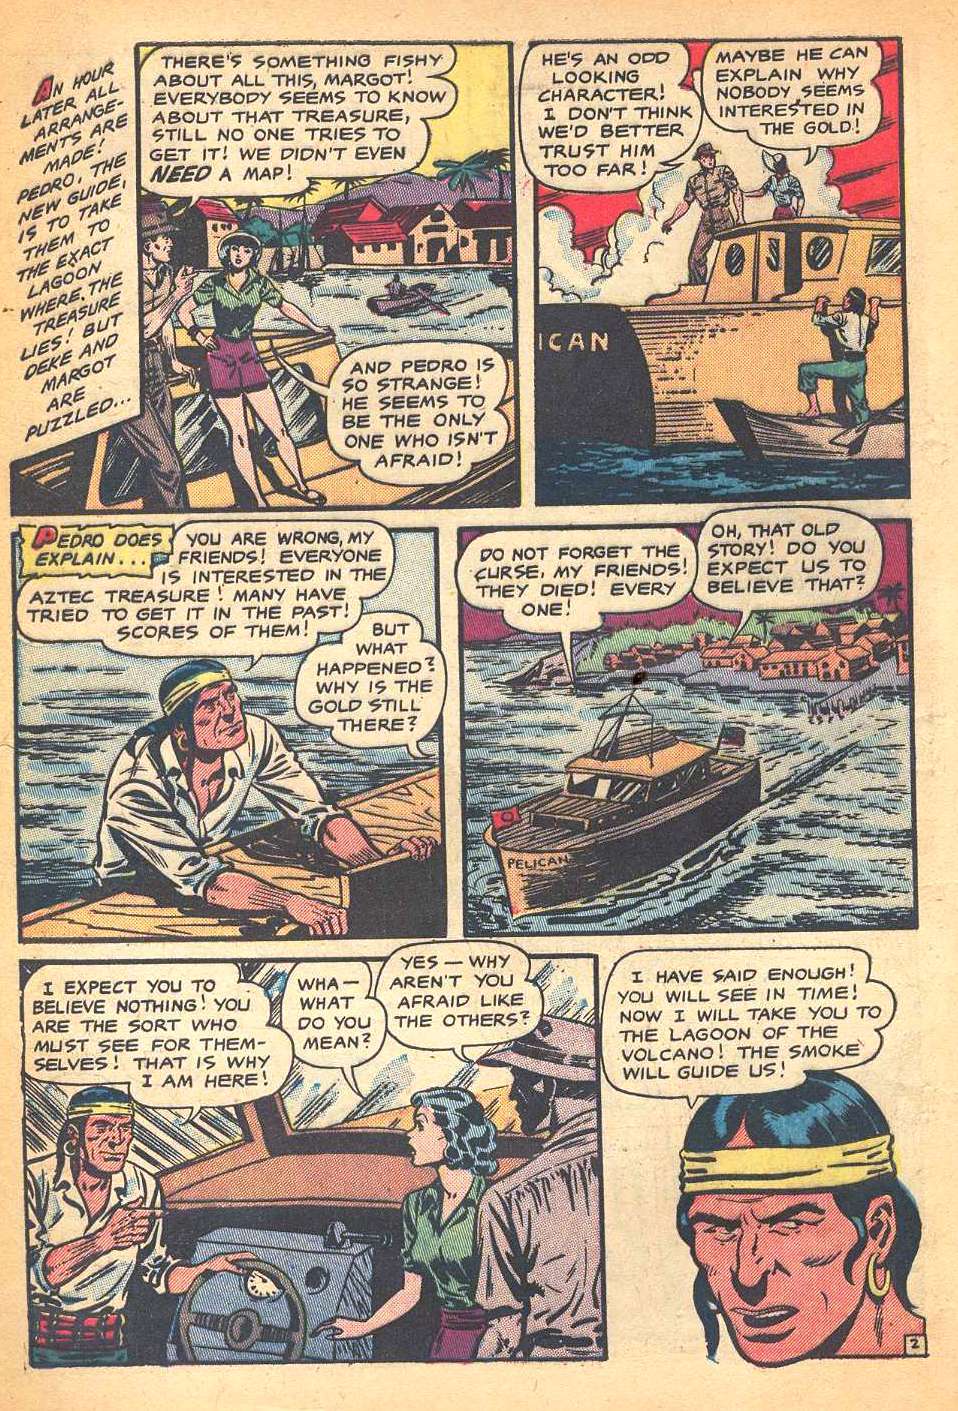 AN HOUR
LATER ALL
ARRANGE-
MENTS ARE
MADE!
PEDRO, THE
NEW GUIDE,
IS TO TAKE
THEM TO
THE EXACT
LAGOON
WHERE THE
TREASURE
LIES! BUT
DEKE AND
MARGOT
ARE
PUZZLED...
THERE'S SOMETHING FISHY
ABOUT ALL THIS, MARGOT!
EVERYBODY SEEMS TO KNOW
ABOUT THAT TREASURE,
STILL NO ONE TRIES TO
GET IT! WE DIDN'T EVEN
NEED A MAP!
AND PEDRO IS
SO STRANGE!
HE SEEMS TO
BE THE ONLY
ONE WHO ISN'T
AFRAID!
HE'S AN ODD
LOOKING
CHARACTER!
I DON'T THINK
WE'D BETTER
TRUST HIM
TOO FAR!
MAYBE HE CAN
EXPLAIN WHY
NOBODY SEEMS
INTERESTED IN
THE GOLD!
ICAN
PEDRO DOES
EXPLAIN...
YOU ARE WRONG, MY
FRIENDS! EVERYONE
IS INTERESTED IN THE
AZTEC TREASURE! MANY HAVE
TRIED TO GET IT IN THE PAST!
SCORES OF THEM!
BUT
WHAT
HAPPENED?
WHY IS THE
GOLD STILL
THERE?
DO NOT FORGET THE
CURSE, MY FRIENDS!
THEY DIED! EVERY
ONE!
OH, THAT OLD
STORY! DO YOU
EXPECT US TO
BELIEVE THAT?
PELICAN
I EXPECT YOU TO
BELIEVE NOTHING! YOU
ARE THE SORT WHO
MUST SEE FOR THEM-
SELVES! THAT IS WHY
I AM HERE!
WHA—
WHAT
DO YOU
MEAN?
YES — WHY
AREN'T YOU
AFRAID LIKE
THE OTHERS?
I HAVE SAID ENOUGH!
YOU WILL SEE IN TIME!
NOW I WILL TAKE YOU TO
THE LAGOON OF THE
VOLCANO! THE SMOKE
WILL GUIDE US!
2